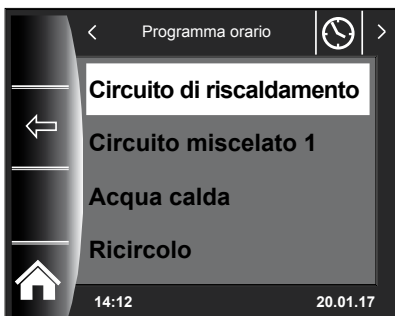 Programma orario
Circuito di riscaldamento
Circuito miscelato 1
Acqua calda
Ricircolo
14:12 20.01.17